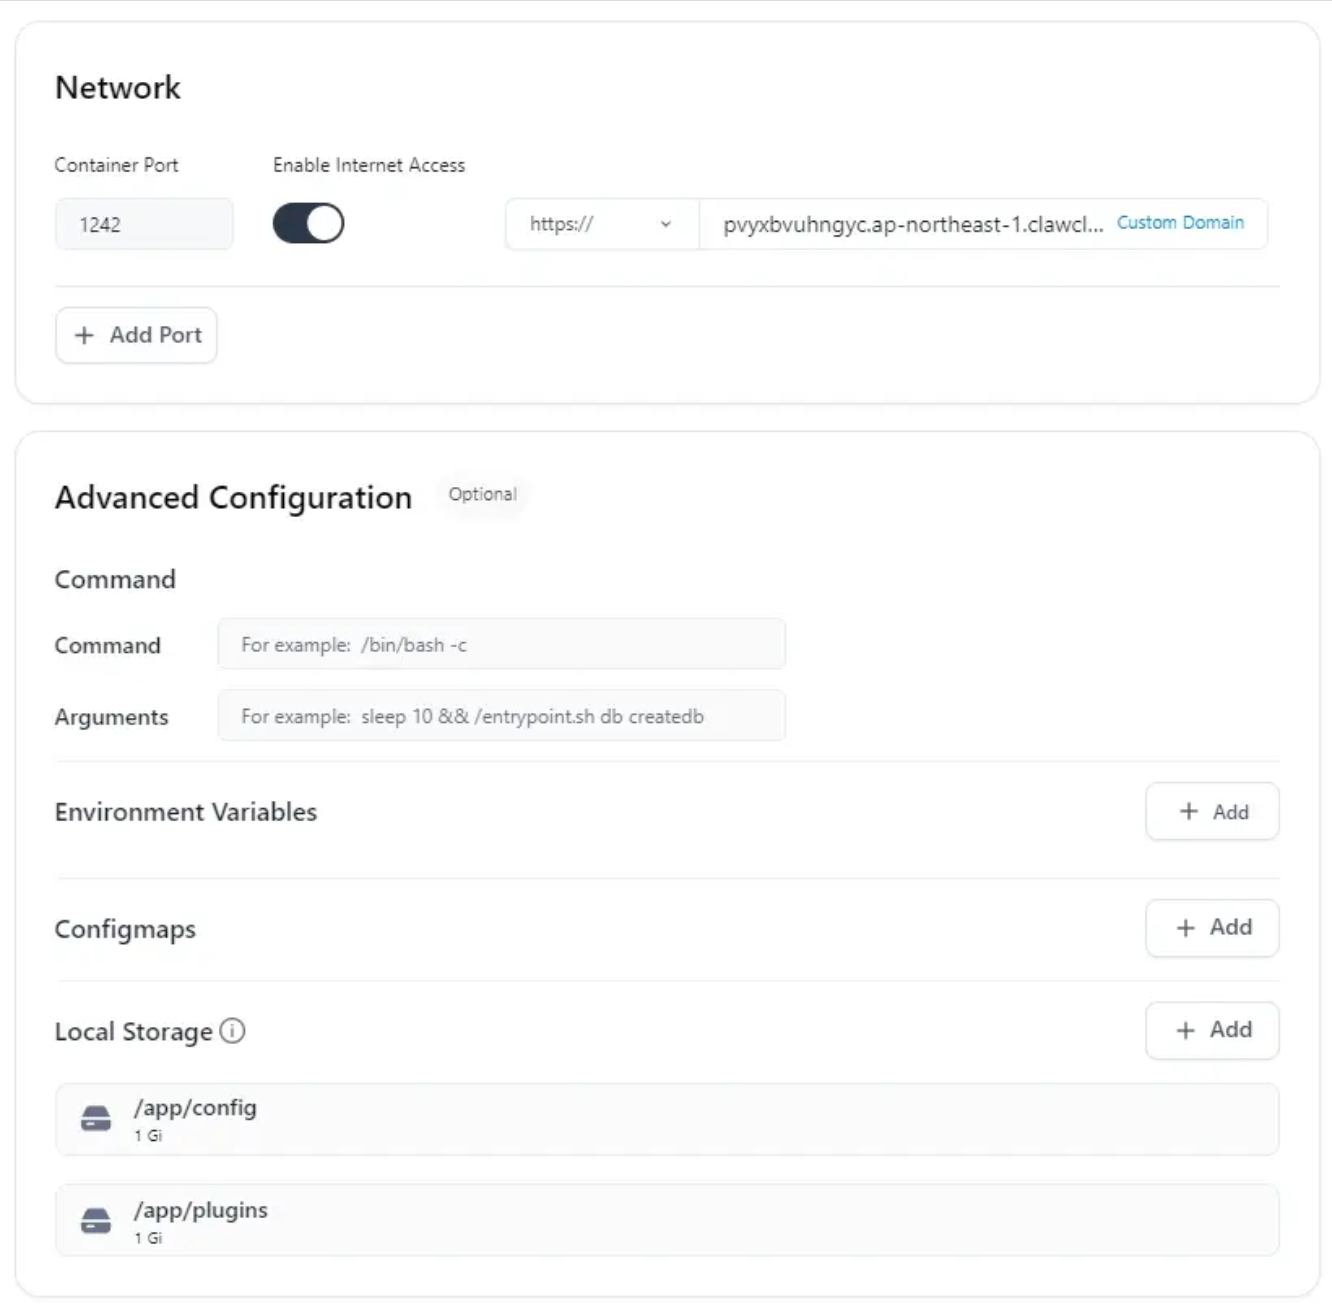 Network
Container Port
Enable Internet Access
1242
https://
pvyxbvuhngyc.ap-northeast-1.clawcl...
Custom Domain
+ Add Port
Advanced Configuration
Optional
Command
Command
For example: /bin/bash -c
Arguments
For example: sleep 10 && /entrypoint.sh db createdb
Environment Variables
+ Add
Configmaps
+ Add
Local Storage
+ Add
/app/config
1 Gi
/app/plugins
1 Gi